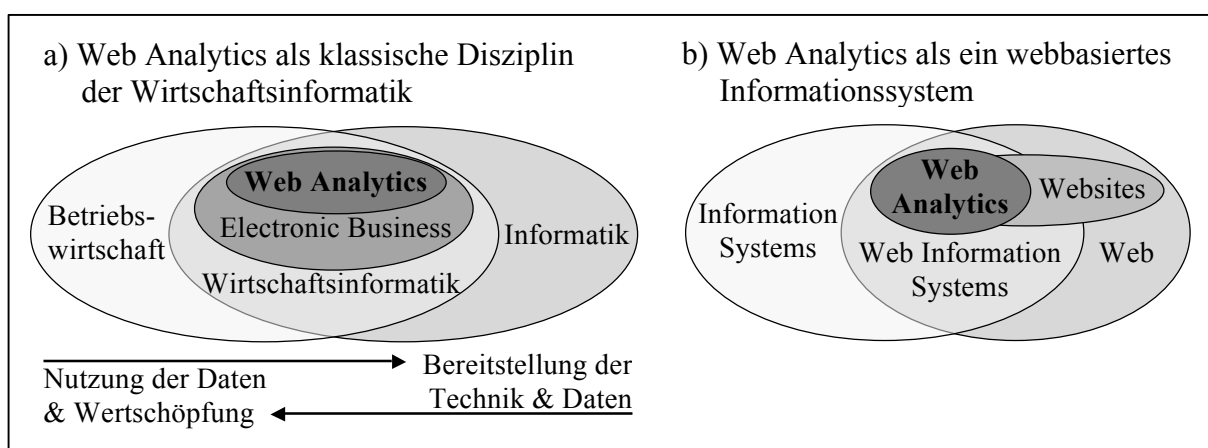 a) Web Analytics als klassische Disziplin
der Wirtschaftsinformatik
Betriebs-
wirtschaft
Web Analytics
Electronic Business
Wirtschaftsinformatik
Informatik
Nutzung der Daten
& Wertschöpfung
Bereitstellung der
Technik & Daten
b) Web Analytics als ein webbasiertes
Informationssystem
Information
Systems
Web
Analytics
Websites
Web Information
Systems
Web